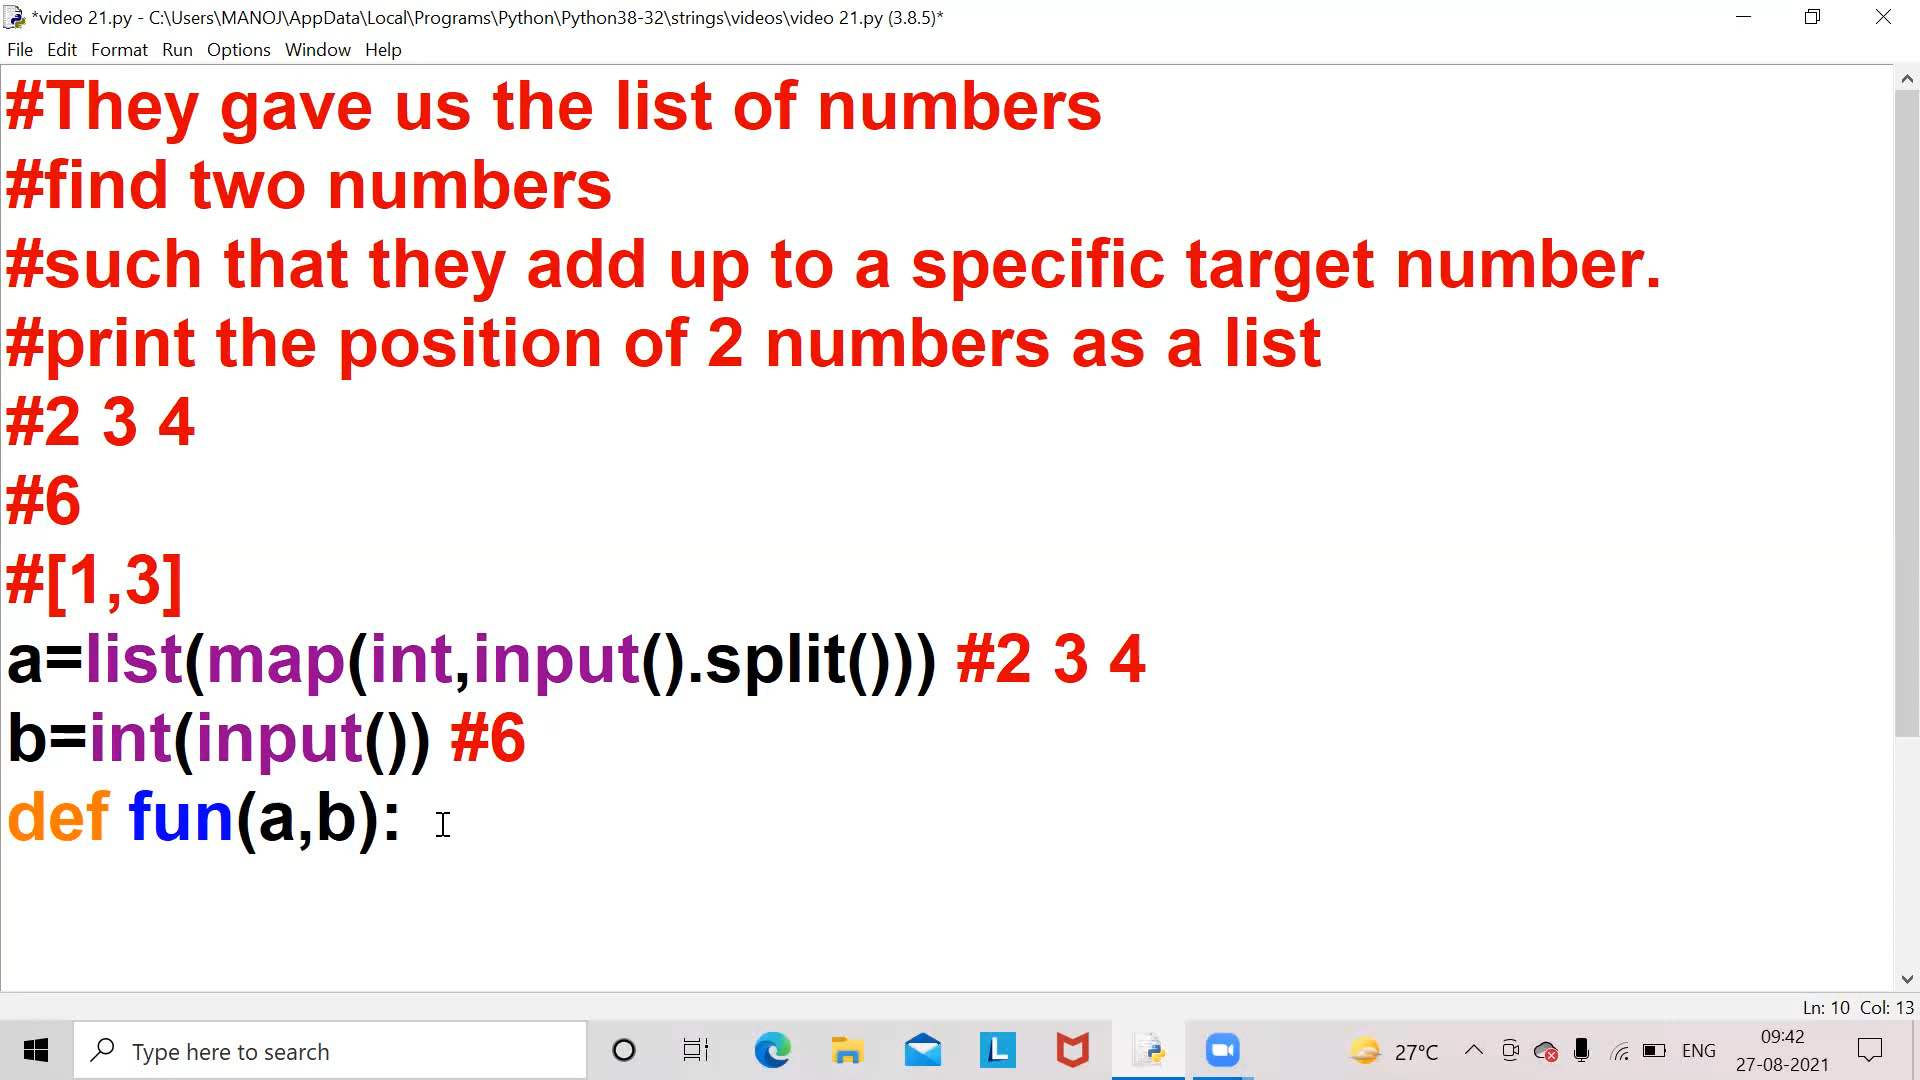 *video 21.py - C:\Users\MANOJ\AppData\Local\Programs\Python\Python38-32\strings\videos\video 21.py (3.8.5)*
File Edit Format Run Options Window Help
#They gave us the list of numbers
#find two numbers
#such that they add up to a specific target number.
#print the position of 2 numbers as a list
#2 3 4
#6
#[1,3]
a=list(map(int,input().split())) #2 3 4
b=int(input()) #6
def fun(a,b):
Ln: 10 Col: 13
Type here to search
L
27°C
ENG
09:42
27-08-2021